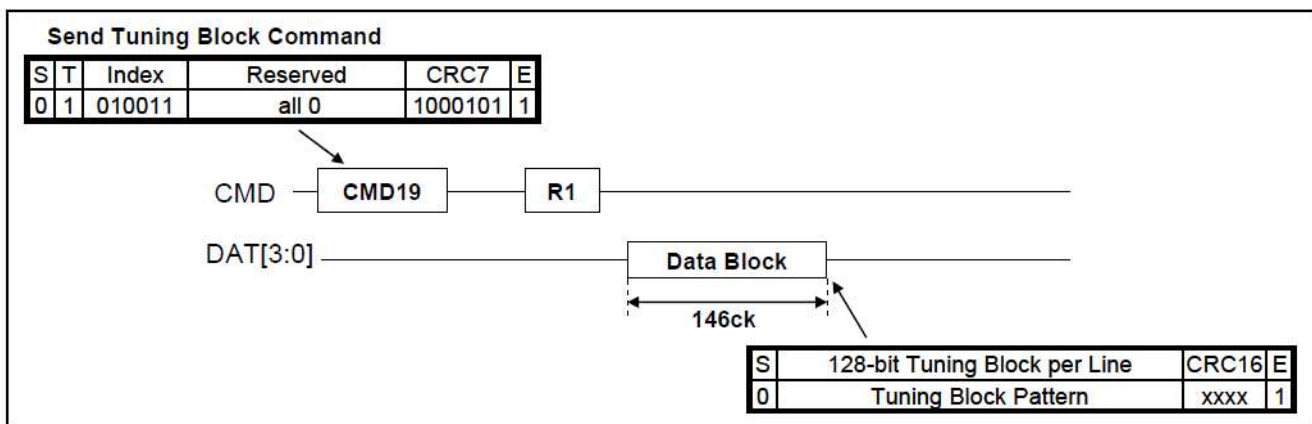 Send Tuning Block Command
S T Index Reserved CRC7 E
0 1 010011 all 0 1000101 1
CMD CMD19 R1
DAT[3:0] Data Block
146ck
S 128-bit Tuning Block per Line CRC16 E
0 Tuning Block Pattern xxxx 1